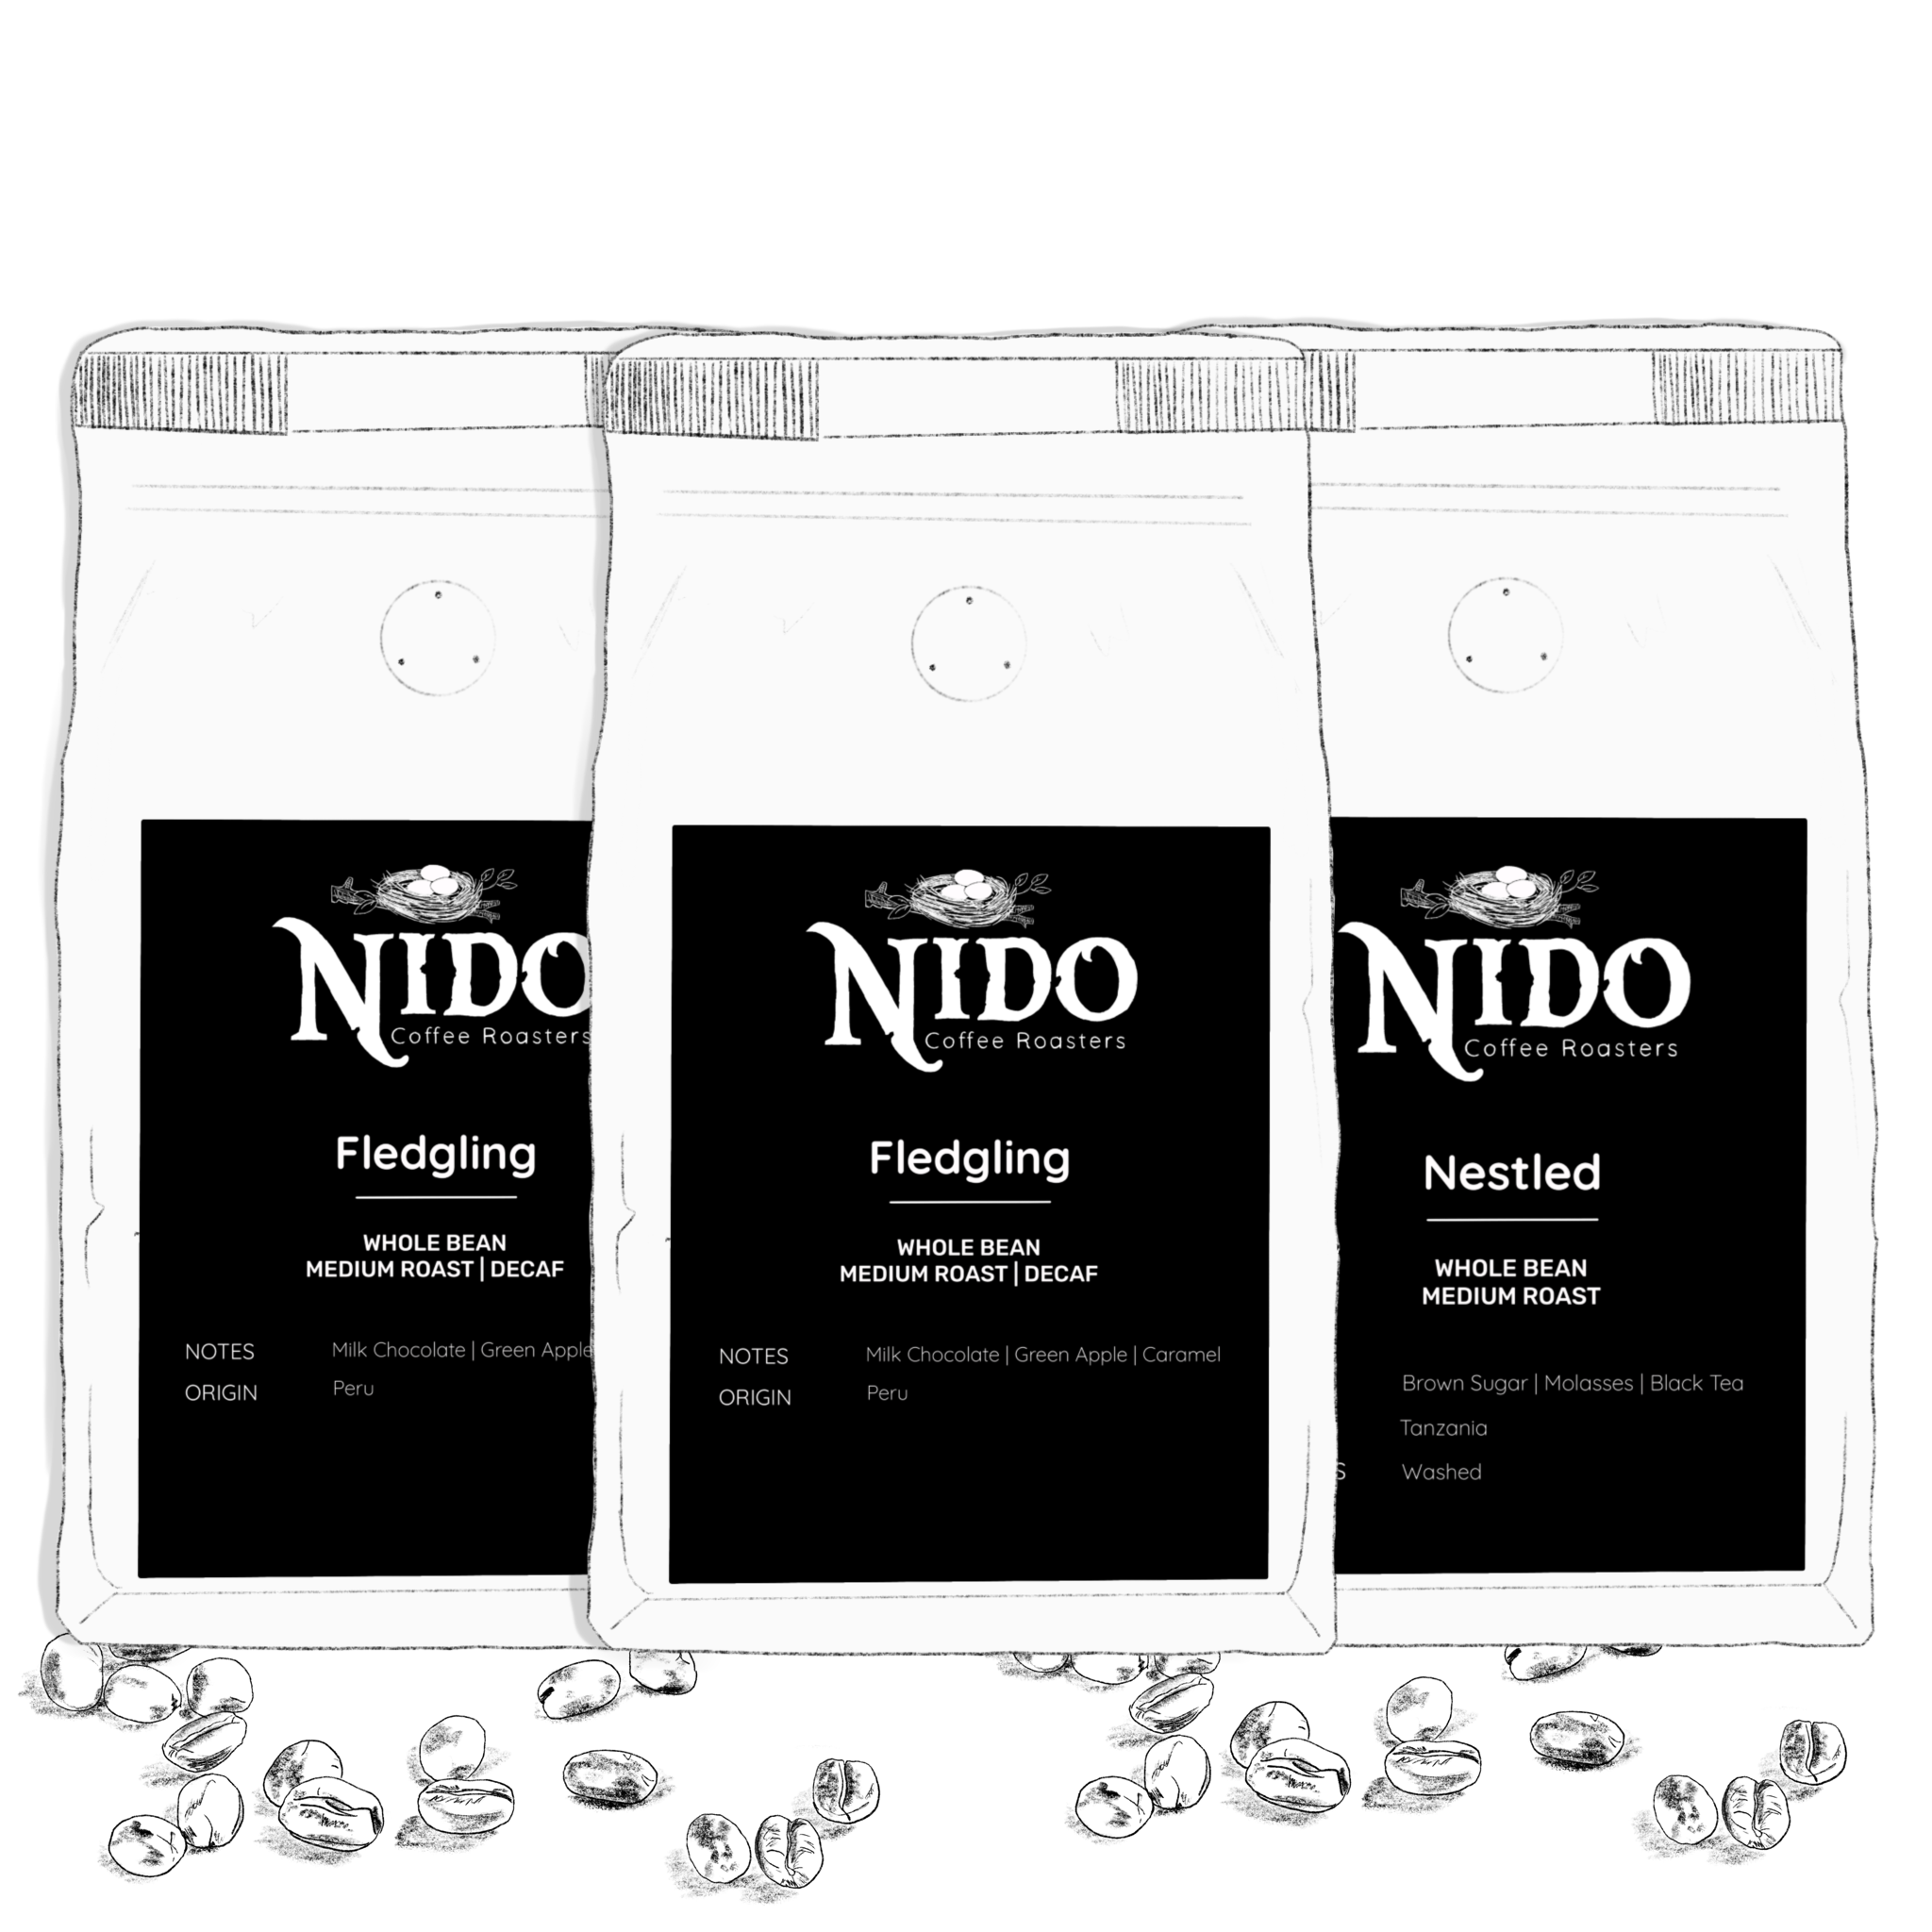 NIDO
Coffee Roasters
Fledgling
WHOLE BEAN
MEDIUM ROAST | DECAF
NOTES Milk Chocolate | Green Apple
ORIGIN Peru
NIDO
Coffee Roasters
Fledgling
WHOLE BEAN
MEDIUM ROAST | DECAF
NOTES Milk Chocolate | Green Apple | Caramel
ORIGIN Peru
NIDO
Coffee Roasters
Nestled
WHOLE BEAN
MEDIUM ROAST
Brown Sugar | Molasses | Black Tea
Tanzania
S Washed